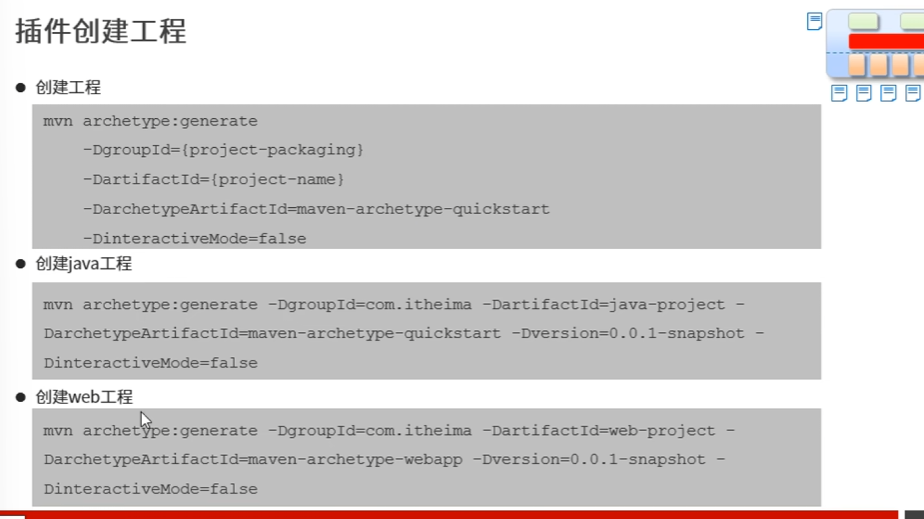 插件创建工程
● 创建工程
mvn archetype:generate
-DgroupId={project-packaging}
-DartifactId={project-name}
-DarchetypeArtifactId=maven-archetype-quickstart
-DinteractiveMode=false
● 创建java工程
mvn archetype:generate -DgroupId=com.itheima -DartifactId=java-project -
DarchetypeArtifactId=maven-archetype-quickstart -Dversion=0.0.1-snapshot -
DinteractiveMode=false
● 创建web工程
mvn archetype:generate -DgroupId=com.itheima -DartifactId=web-project -
DarchetypeArtifactId=maven-archetype-webapp -Dversion=0.0.1-snapshot -
DinteractiveMode=false